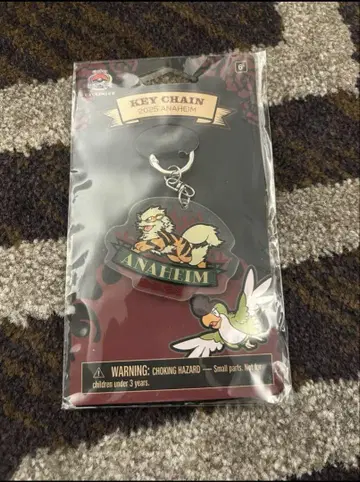 KEY CHAIN
2025 ANAHEIM
ANAHEIM
WARNING: CHOKING HAZARD — Small parts. Not for
children under 3 years.